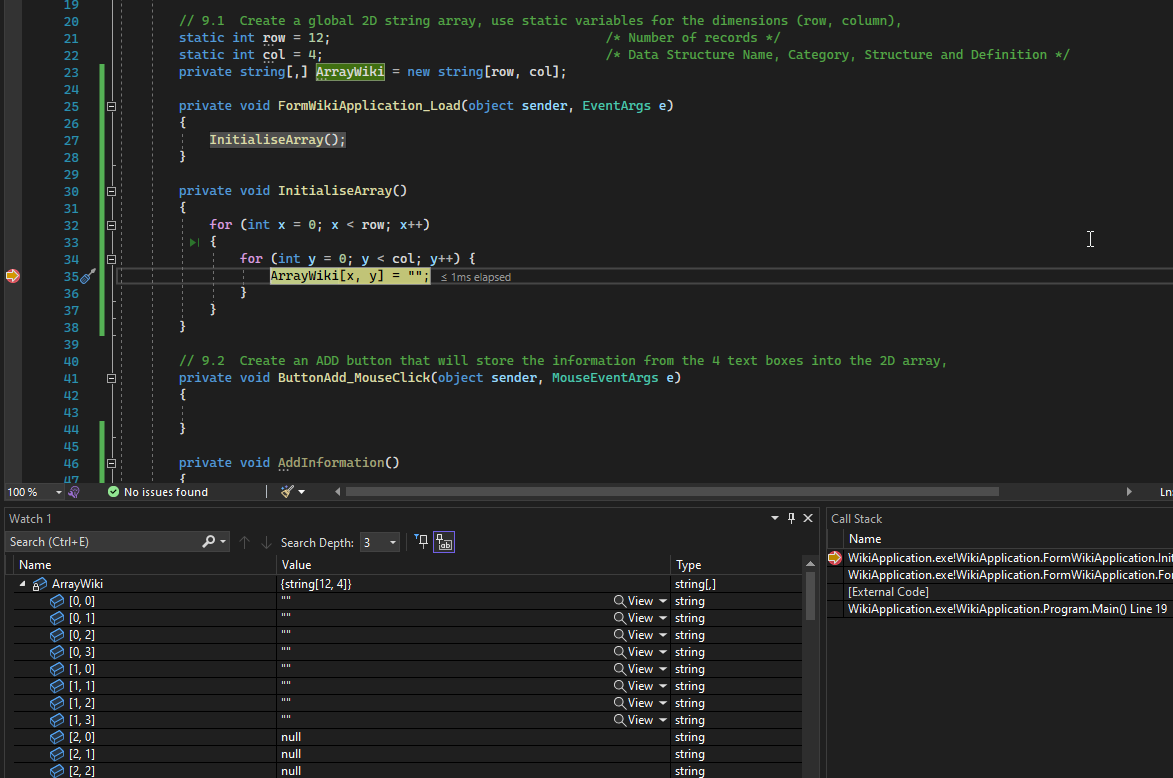 19
20 // 9.1  Create a global 2D string array, use static variables for the dimensions (row, column),
21 static int row = 12; /* Number of records */
22 static int col = 4; /* Data Structure Name, Category, Structure and Definition */
23 private string[,] ArrayWiki = new string[row, col];
24
25 private void FormWikiApplication_Load(object sender, EventArgs e)
26 {
27 InitialiseArray();
28 }
29
30 private void InitialiseArray()
31 {
32 for (int x = 0; x < row; x++)
33 {
34 for (int y = 0; y < col; y++) {
35 ArrayWiki[x, y] = ""; ≤ 1ms elapsed
36 }
37 }
38 }
39
40 // 9.2  Create an ADD button that will store the information from the 4 text boxes into the 2D array,
41 private void ButtonAdd_MouseClick(object sender, MouseEventArgs e)
42 {
43
44 }
45
46 private void AddInformation()
47 {
100 % No issues found Ln:
Watch 1
Search (Ctrl+E) Search Depth: 3
Name Value Type
ArrayWiki {string[12, 4]} string[,]
[0, 0] "" View string
[0, 1] "" View string
[0, 2] "" View string
[0, 3] "" View string
[1, 0] "" View string
[1, 1] "" View string
[1, 2] "" View string
[1, 3] "" View string
[2, 0] null string
[2, 1] null string
[2, 2] null string
Call Stack
Name
WikiApplication.exe!WikiApplication.FormWikiApplication.Init
WikiApplication.exe!WikiApplication.FormWikiApplication.For
[External Code]
WikiApplication.exe!WikiApplication.Program.Main() Line 19